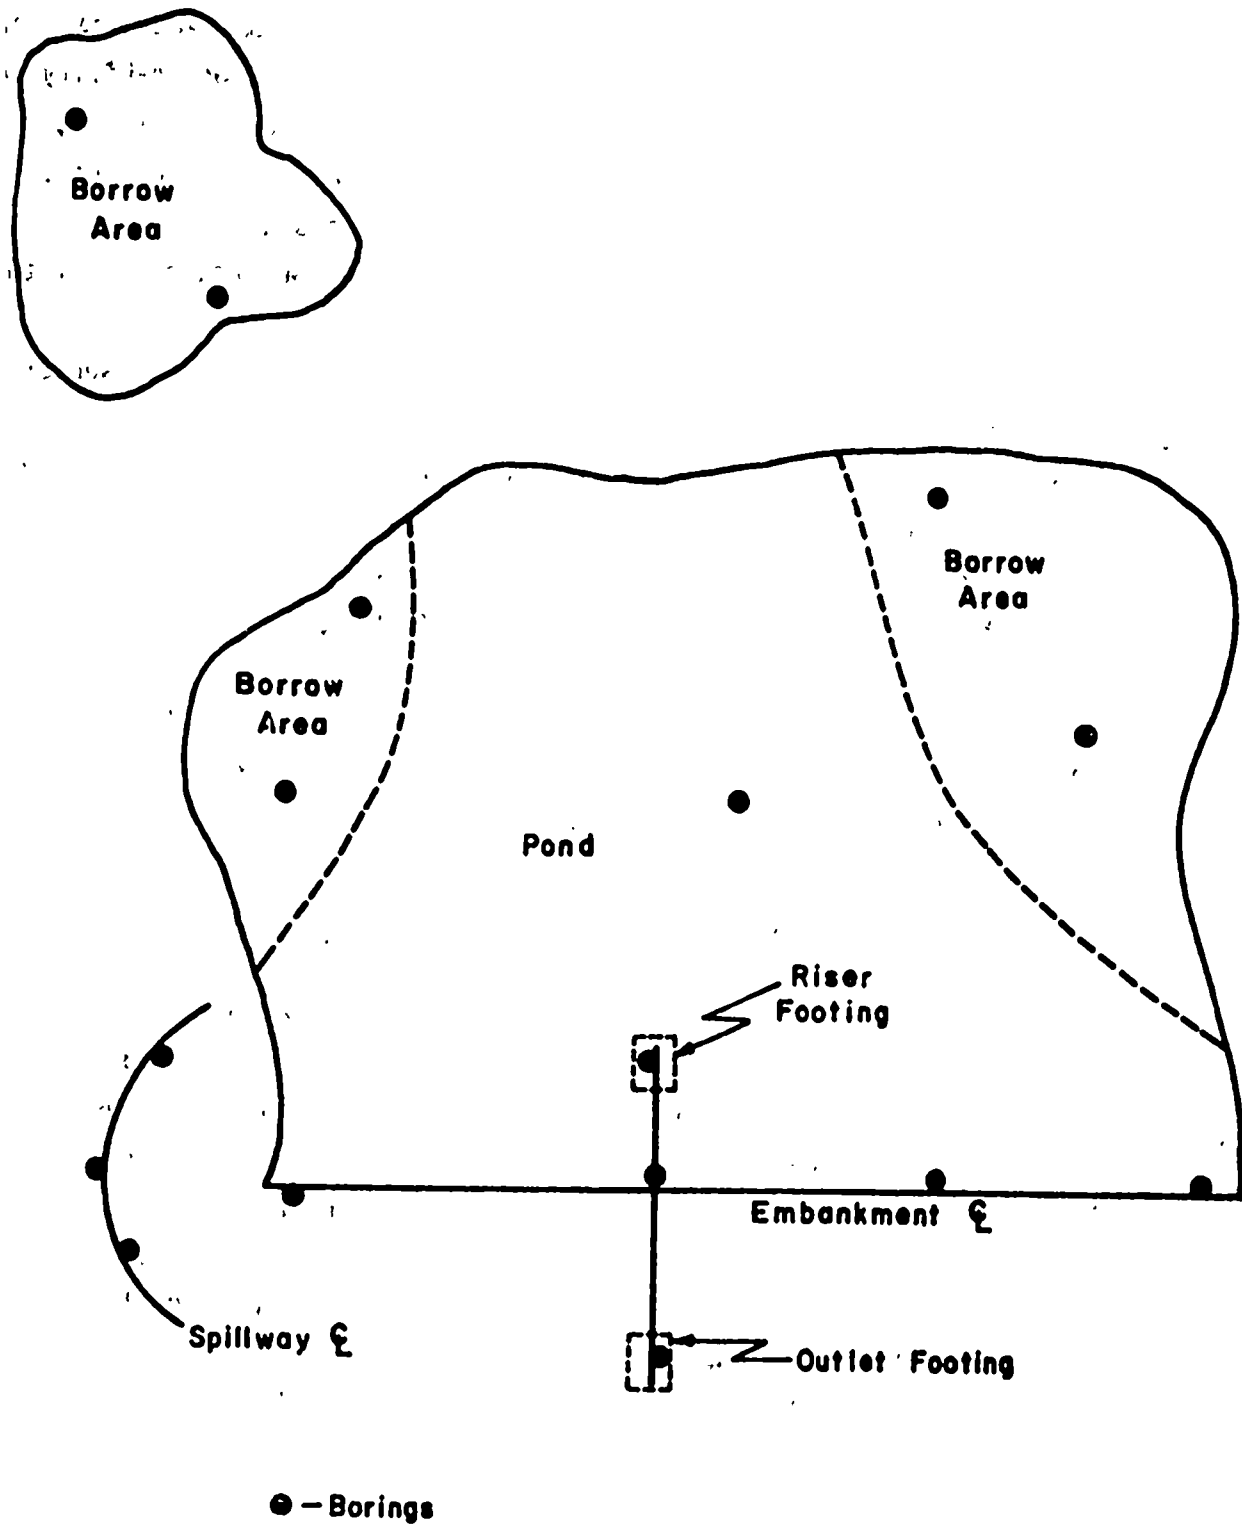 Borrow
Area
Borrow
Area
Borrow
Area
Pond
Riser
Footing
Embankment ℄
Spillway ℄
Outlet Footing
– Borings